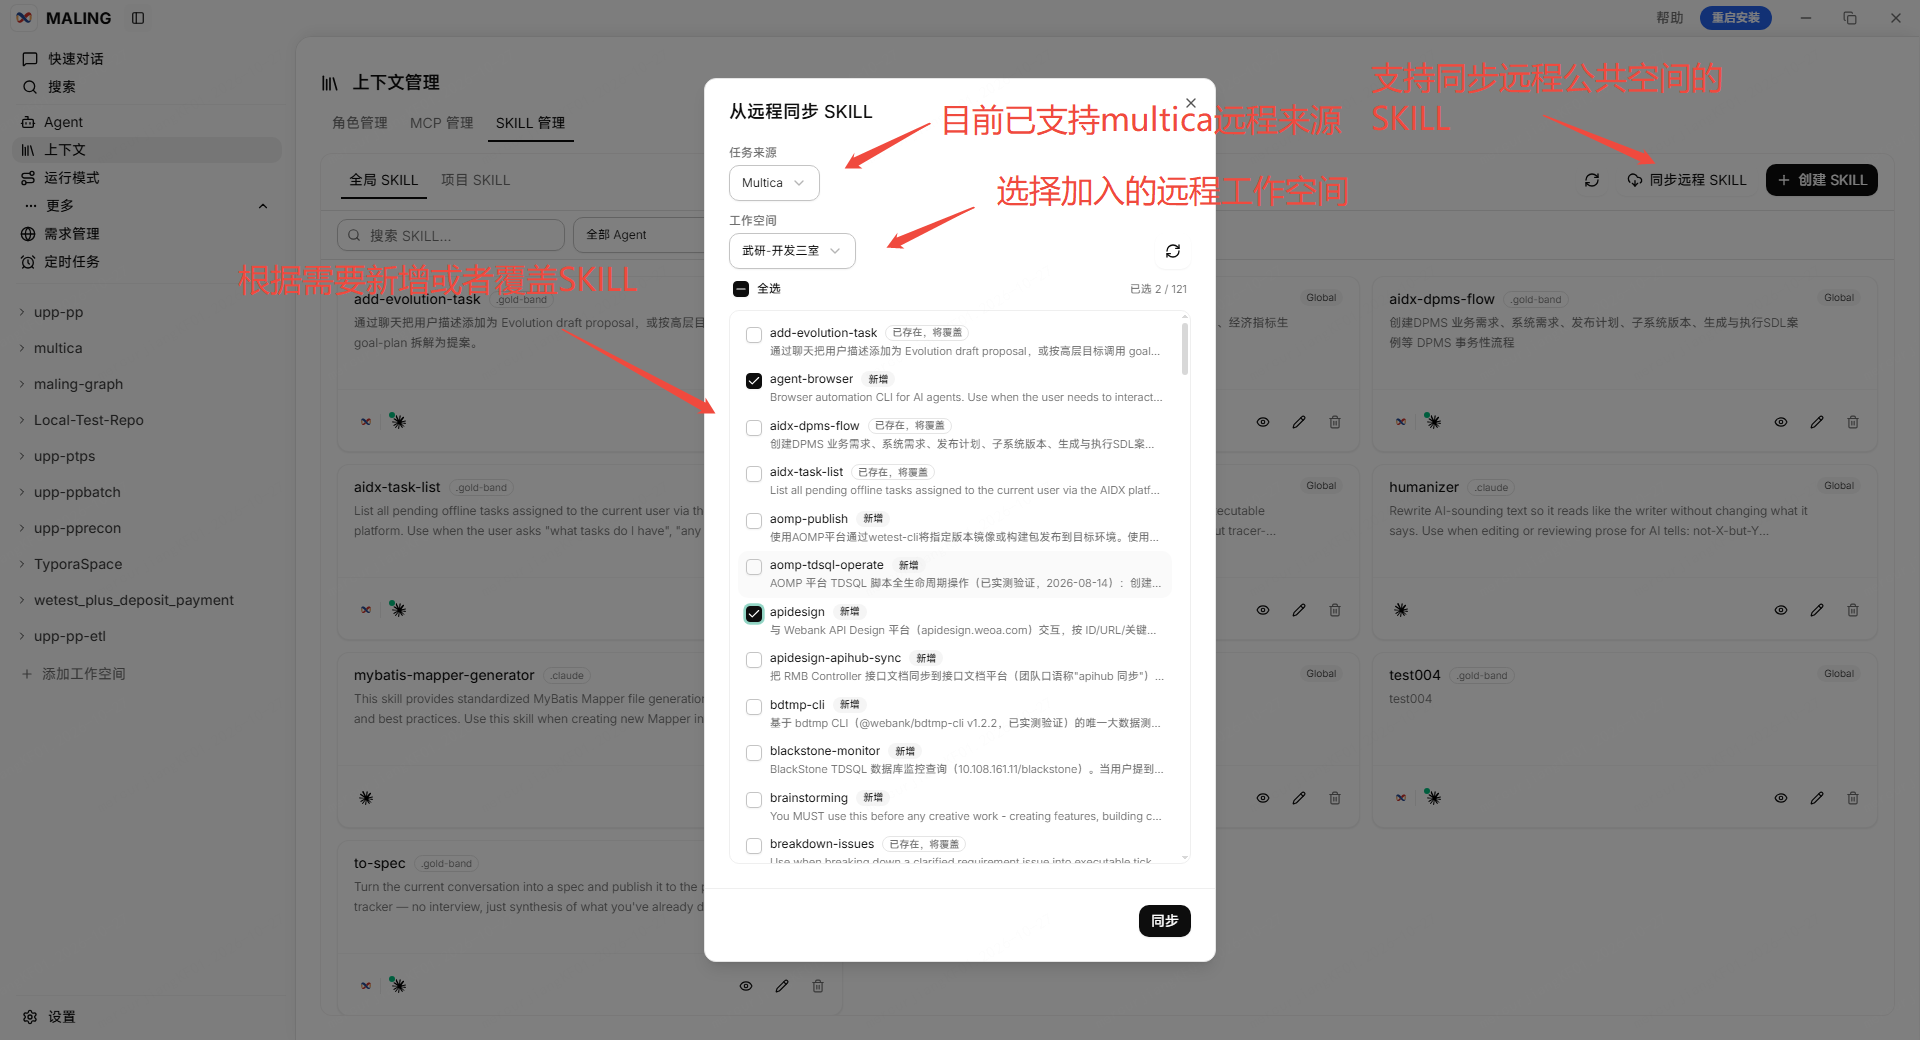 MALING
帮助
重启安装
快速对话
搜索
Agent
上下文
运行模式
更多
需求管理
定时任务
upp-pp
multica
maling-graph
Local-Test-Repo
upp-ptps
upp-ppbatch
upp-pprecon
TyporaSpace
wetest_plus_deposit_payment
upp-pp-etl
添加工作空间
设置
上下文管理
角色管理 MCP 管理 SKILL 管理
全局 SKILL 项目 SKILL
同步远程 SKILL
创建 SKILL
搜索 SKILL...
全部 Agent
支持同步远程公共空间的
SKILL
目前已支持multica远程来源
选择加入的远程工作空间
根据需要新增或者覆盖SKILL
add-evolution-task .gold-band
通过聊天把用户描述添加为 Evolution draft proposal，或按高层目
goal-plan 拆解为提案。
Global
、经济指标生
aidx-dpms-flow .gold-band Global
创建DPMS 业务需求、系统需求、发布计划、子系统版本、生成与执行SDL案
例等 DPMS 事务性流程
aidx-task-list .gold-band
List all pending offline tasks assigned to the current user via th
platform. Use when the user asks "what tasks do I have", "any
Global
ecutable
ut tracer-...
humanizer .claude Global
Rewrite AI-sounding text so it reads like the writer without changing what it
says. Use when editing or reviewing prose for AI tells: not-X-but-Y...
mybatis-mapper-generator .claude
This skill provides standardized MyBatis Mapper file generation
and best practices. Use this skill when creating new Mapper in
Global
test004 .gold-band Global
test004
to-spec .gold-band
Turn the current conversation into a spec and publish it to the p
tracker — no interview, just synthesis of what you've already d
从远程同步 SKILL
任务来源
Multica
工作空间
武研-开发三室
全选 已选 2 / 121
add-evolution-task 已存在，将覆盖
通过聊天把用户描述添加为 Evolution draft proposal，或按高层目标调用 goal...
agent-browser 新增
Browser automation CLI for AI agents. Use when the user needs to interact...
aidx-dpms-flow 已存在，将覆盖
创建DPMS 业务需求、系统需求、发布计划、子系统版本、生成与执行SDL案...
aidx-task-list 已存在，将覆盖
List all pending offline tasks assigned to the current user via the AIDX platf...
aomp-publish 新增
使用AOMP平台通过wetest-cli将指定版本镜像或构建包发布到目标环境。使用...
aomp-tdsql-operate 新增
AOMP 平台 TDSQL 脚本全生命周期操作（已实测验证，2026-08-14）：创建...
apidesign 新增
与 Webank API Design 平台（apidesign.weoa.com）交互，按 ID/URL/关键...
apidesign-apihub-sync 新增
把 RMB Controller 接口文档同步到接口文档平台（团队口语称"apihub 同步"）...
bdtmp-cli 新增
基于 bdtmp CLI（@webank/bdtmp-cli v1.2.2，已实测验证）的唯一大数据测...
blackstone-monitor 新增
BlackStone TDSQL 数据库监控查询（10.108.161.11/blackstone）。当用户提到...
brainstorming 新增
You MUST use this before any creative work - creating features, building c...
breakdown-issues 已存在，将覆盖
Use when breaking down a clarified requirement issue into executable tick...
同步